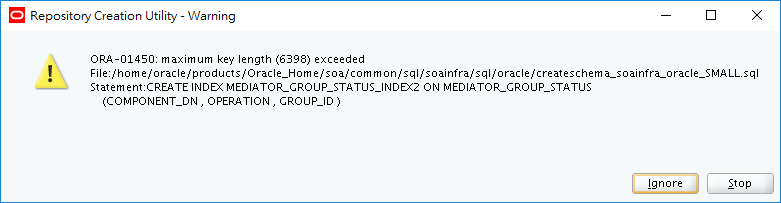 Repository Creation Utility - Warning
ORA-01450: maximum key length (6398) exceeded
File:/home/oracle/products/Oracle_Home/soa/common/sql/soainfra/sql/oracle/createschema_soainfra_oracle_SMALL.sql
Statement:CREATE INDEX MEDIATOR_GROUP_STATUS_INDEX2 ON MEDIATOR_GROUP_STATUS
(COMPONENT_DN , OPERATION , GROUP_ID )
Ignore Stop